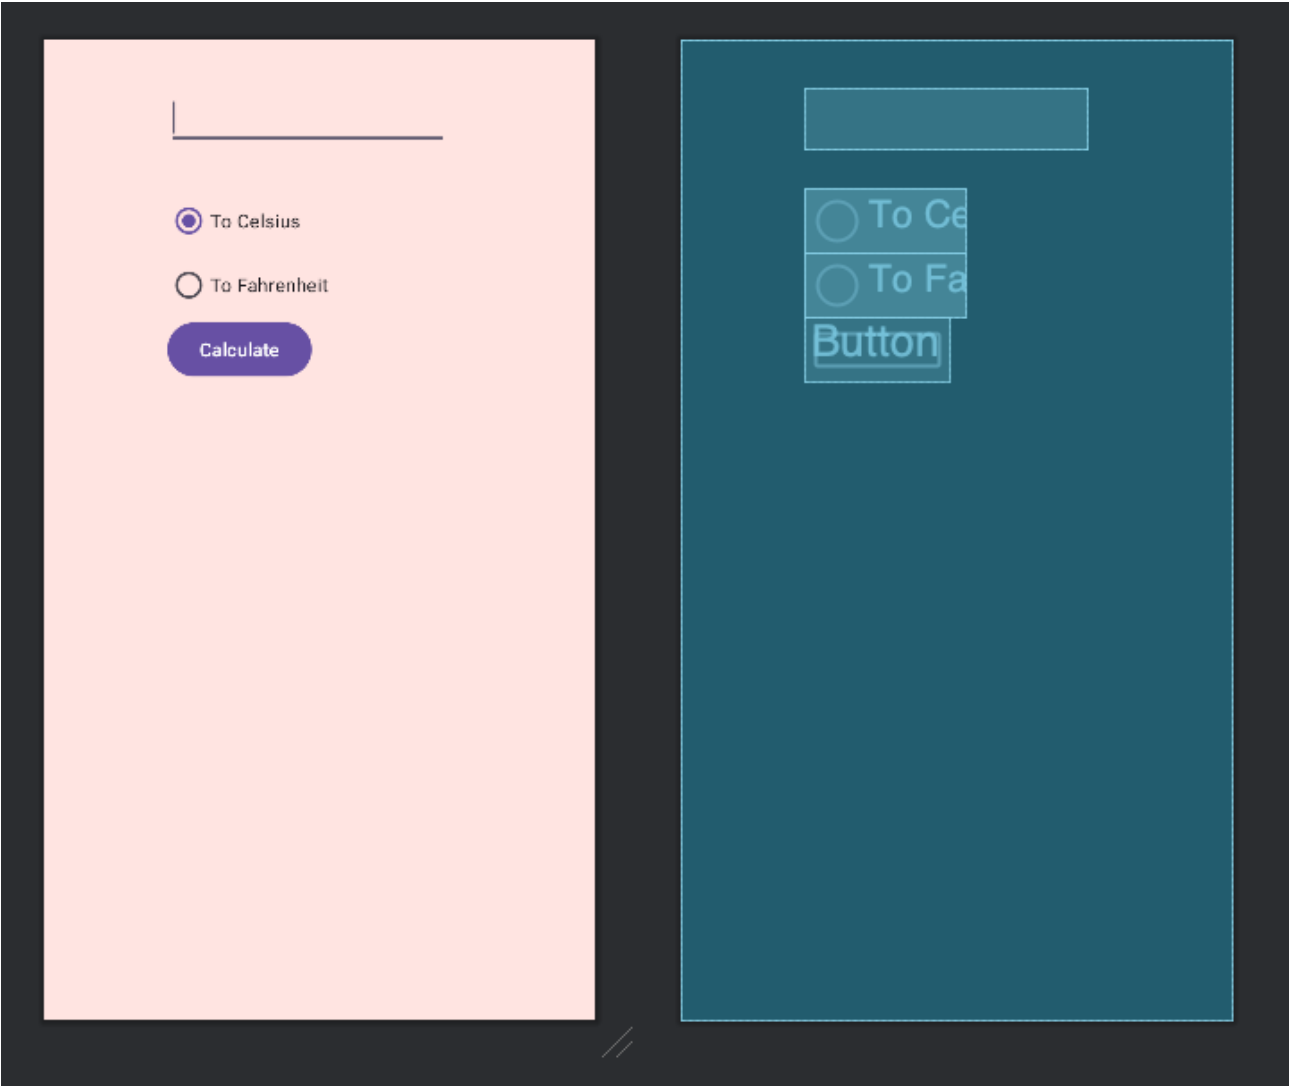 To Celsius
To Fahrenheit
Calculate
To Ce
To Fa
Button